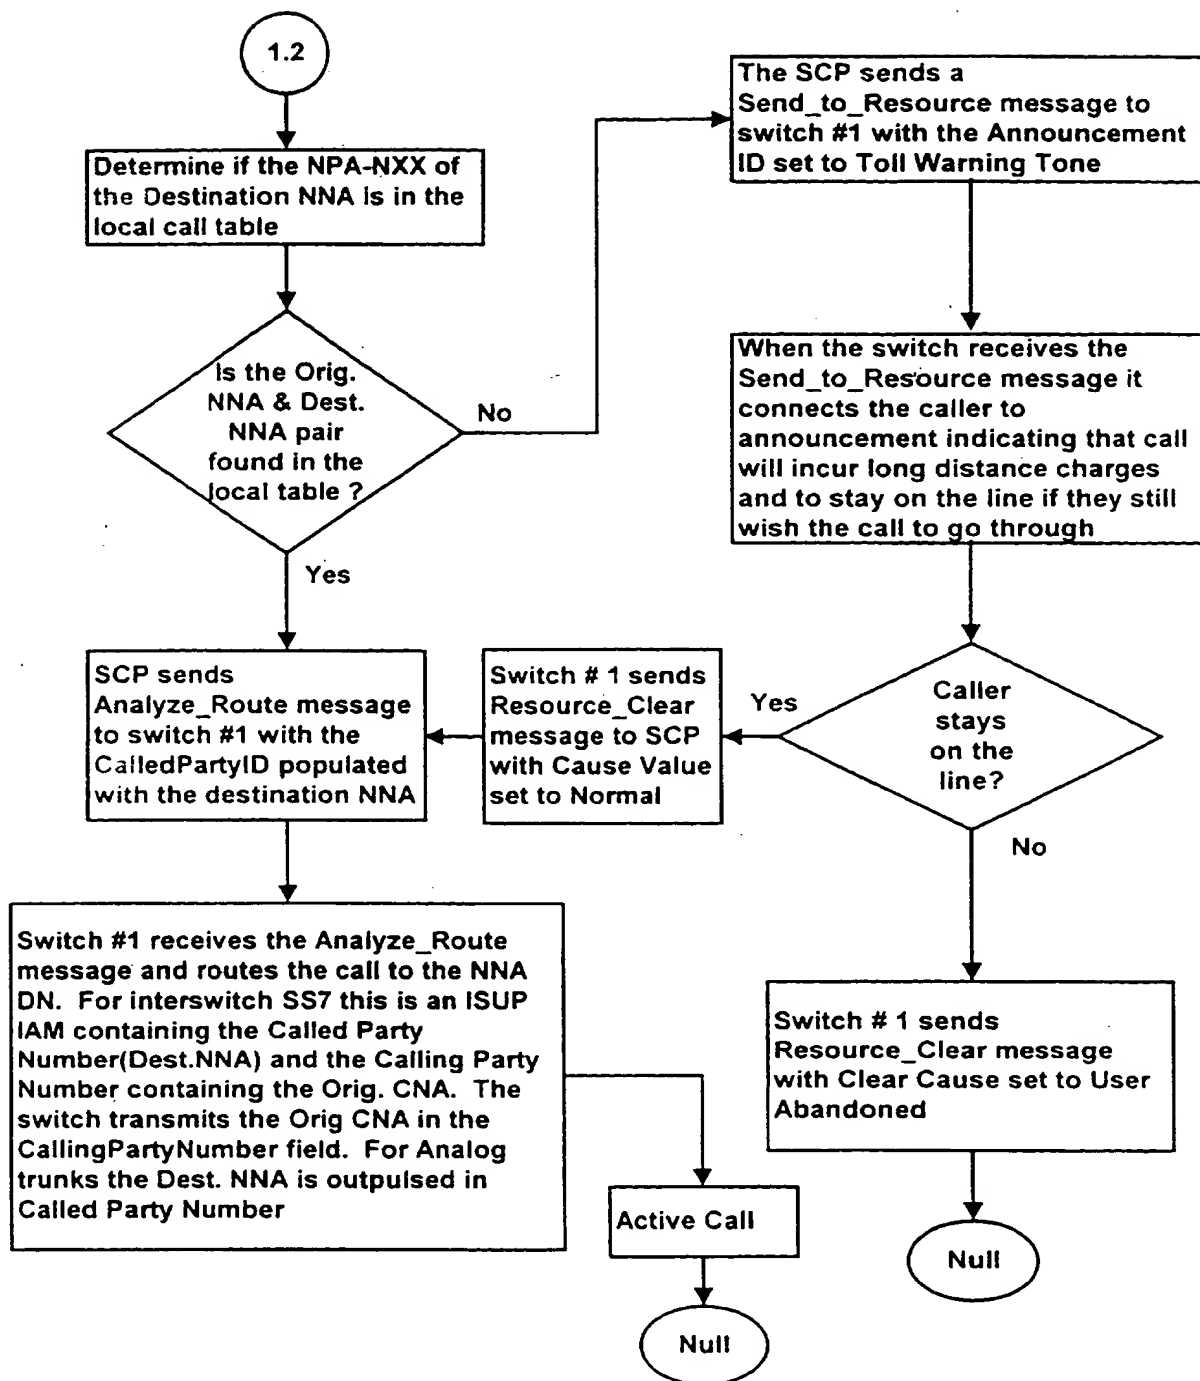 1.2
Determine if the NPA-NXX of
the Destination NNA is in the
local call table
Is the Orig.
NNA & Dest.
NNA pair
found in the
local table ?
No
Yes
The SCP sends a
Send_to_Resource message to
switch #1 with the Announcement
ID set to Toll Warning Tone
When the switch receives the
Send_to_Resource message it
connects the caller to
announcement indicating that call
will incur long distance charges
and to stay on the line if they still
wish the call to go through
Caller
stays
on the
line?
Yes
No
Switch # 1 sends
Resource_Clear
message to SCP
with Cause Value
set to Normal
SCP sends
Analyze_Route message
to switch #1 with the
CalledPartyID populated
with the destination NNA
Switch #1 receives the Analyze_Route
message and routes the call to the NNA
DN. For interswitch SS7 this is an ISUP
IAM containing the Called Party
Number(Dest.NNA) and the Calling Party
Number containing the Orig. CNA. The
switch transmits the Orig CNA in the
CallingPartyNumber field. For Analog
trunks the Dest. NNA is outpulsed in
Called Party Number
Active Call
Null
Switch # 1 sends
Resource_Clear message
with Clear Cause set to User
Abandoned
Null